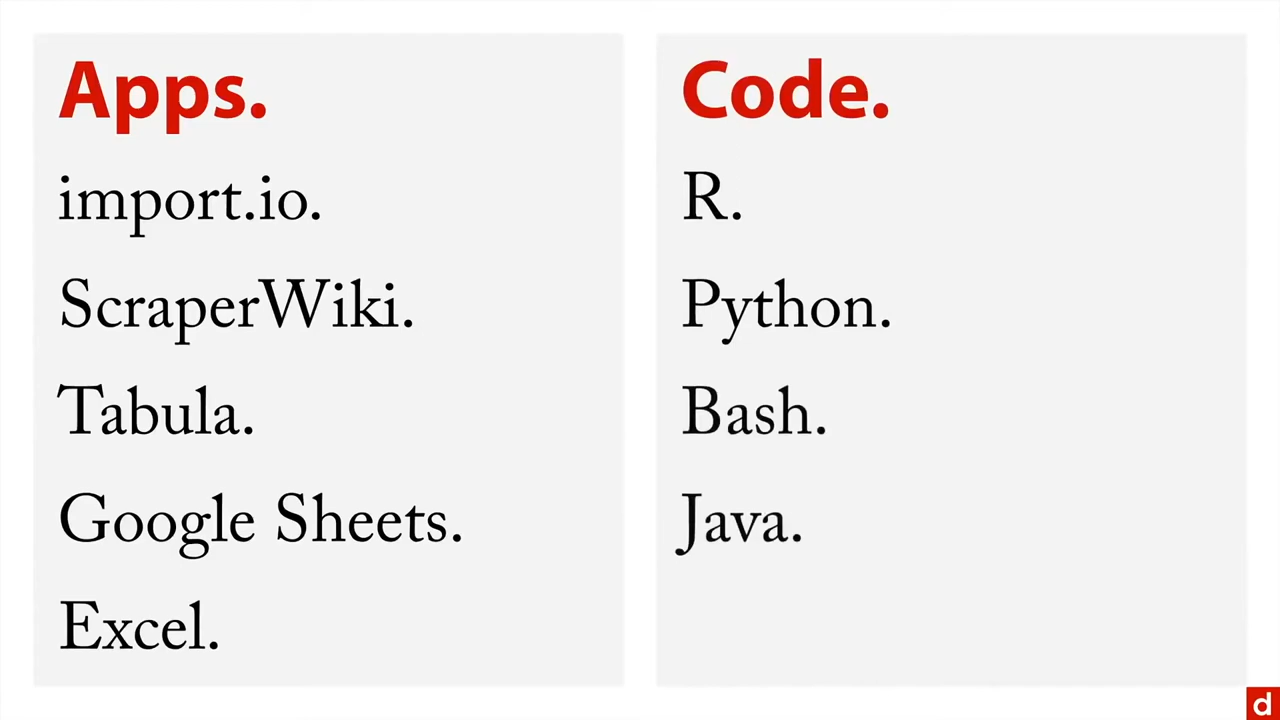 Apps.
import.io.
ScraperWiki.
Tabula.
Google Sheets.
Excel.
Code.
R.
Python.
Bash.
Java.
d